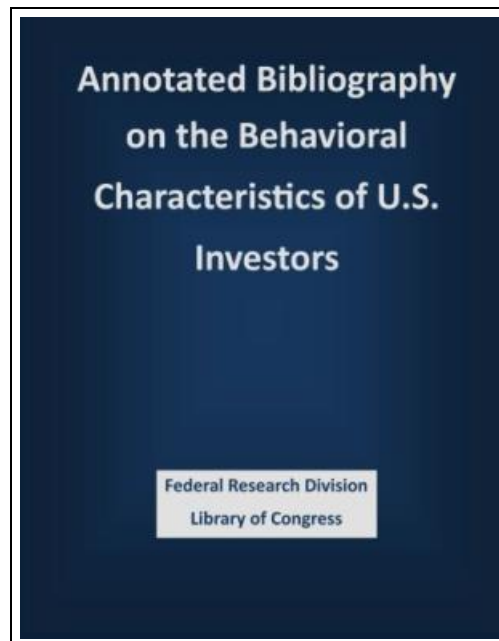 Annotated Bibliography
on the Behavioral
Characteristics of U.S.
Investors
Federal Research Division
Library of Congress